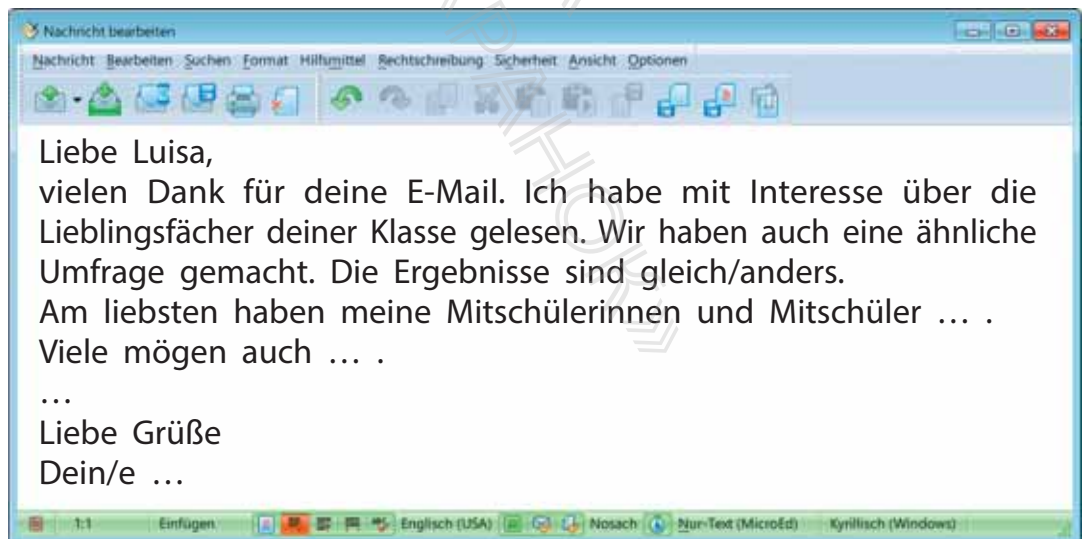 Nachricht bearbeiten
Nachricht Bearbeiten Suchen Format Hilfsmittel Rechtschreibung Sicherheit Ansicht Optionen
Liebe Luisa,
vielen Dank für deine E-Mail. Ich habe mit Interesse über die
Lieblingsfächer deiner Klasse gelesen. Wir haben auch eine ähnliche
Umfrage gemacht. Die Ergebnisse sind gleich/anders.
Am liebsten haben meine Mitschülerinnen und Mitschüler … .
Viele mögen auch … .
…
Liebe Grüße
Dein/e …
1:1 Einfügen Englisch (USA) Nosach Nur-Text (MicroEd) Kyrillisch (Windows)